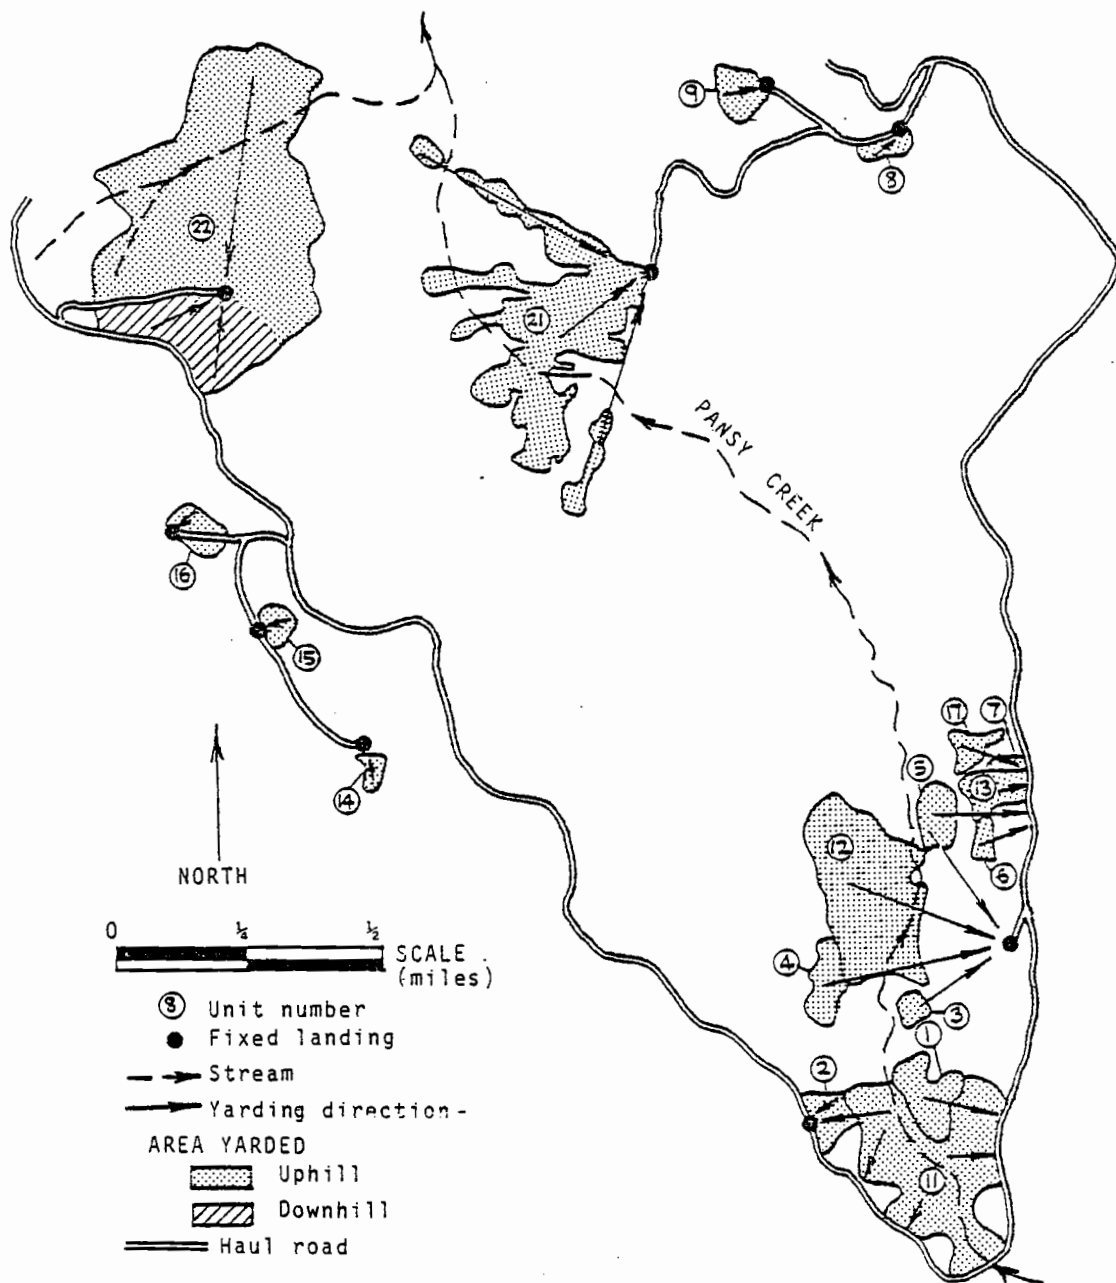 9
8
22
21
PANSY CREEK
16
15
14
17
7
5
13
12
6
4
3
1
2
11
NORTH
0 ¼ ½
SCALE
(miles)
8 Unit number
Fixed landing
Stream
Yarding direction-
AREA YARDED
Uphill
Downhill
Haul road